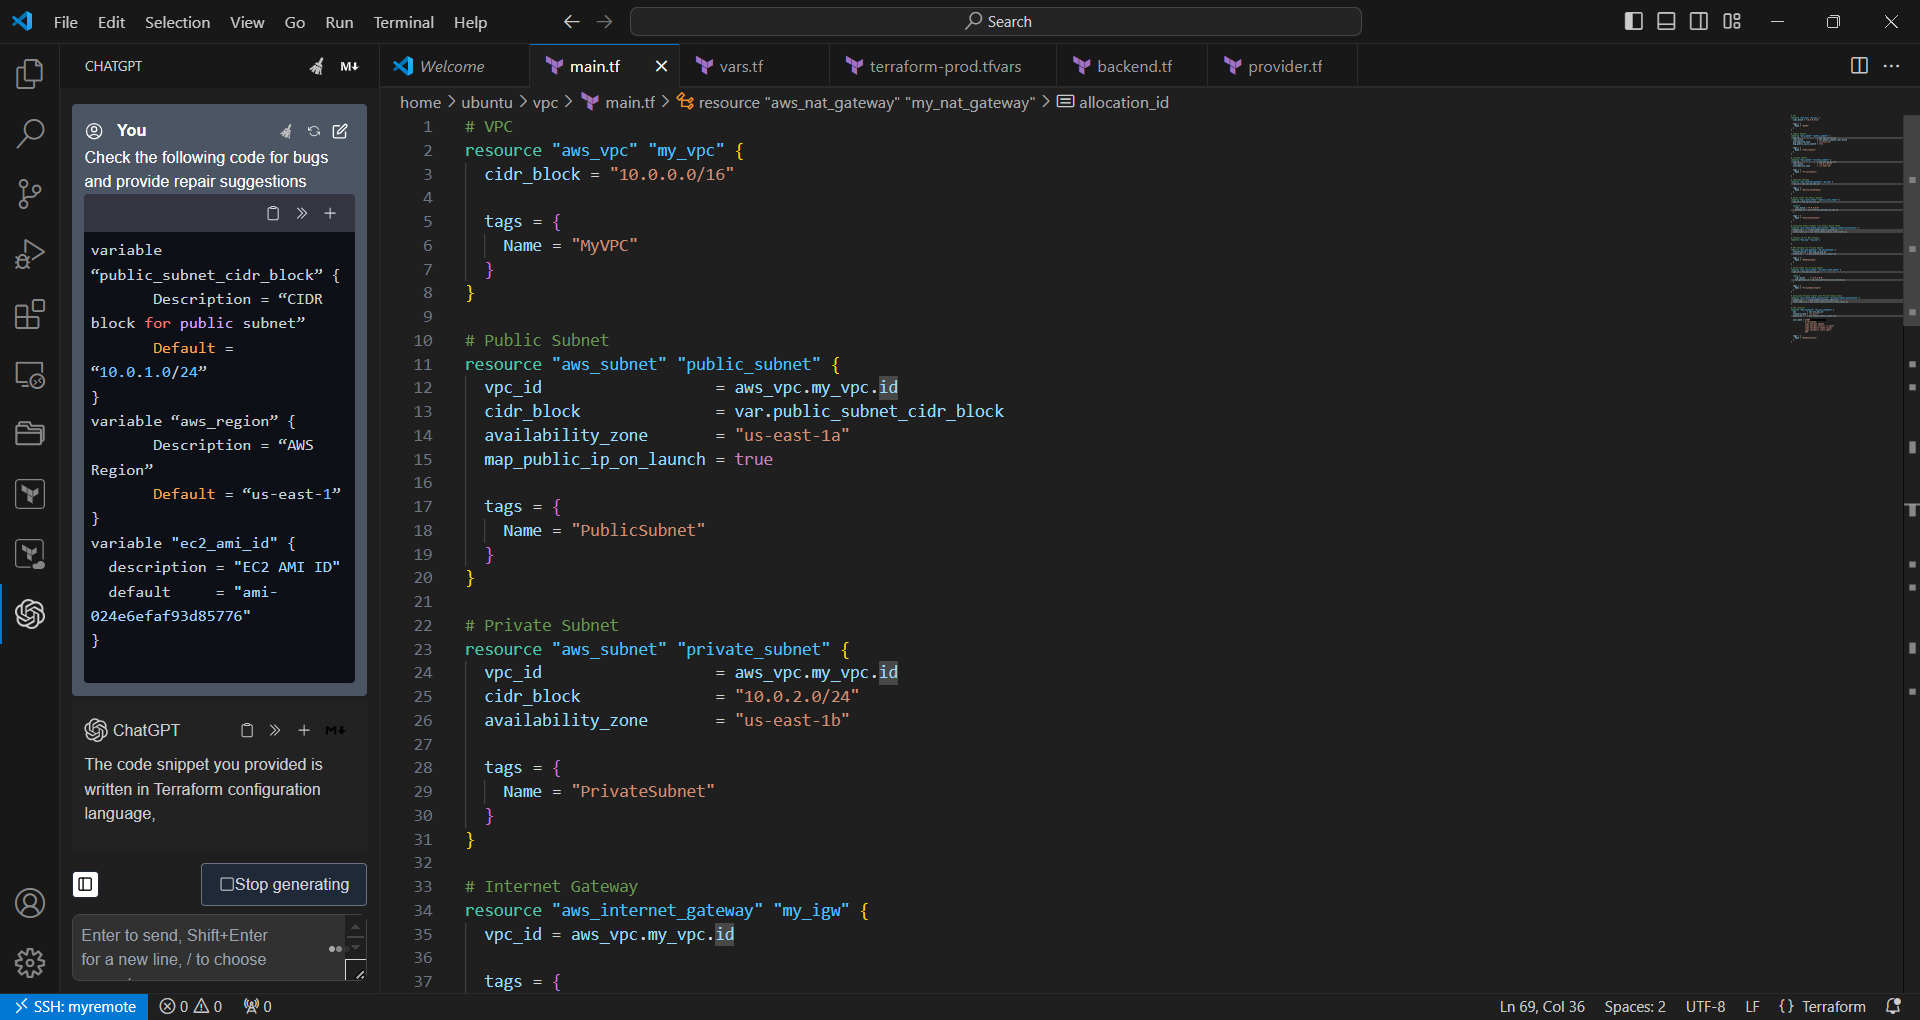 File Edit Selection View Go Run Terminal Help
Search
CHATGPT
M↓
Welcome
main.tf
vars.tf
terraform-prod.tfvars
backend.tf
provider.tf
home > ubuntu > vpc > main.tf > resource "aws_nat_gateway" "my_nat_gateway" > allocation_id
You
Check the following code for bugs
and provide repair suggestions
variable
“public_subnet_cidr_block” {
Description = “CIDR
block for public subnet”
Default =
“10.0.1.0/24”
}
variable “aws_region” {
Description = “AWS
Region”
Default = “us-east-1”
}
variable "ec2_ami_id" {
description = "EC2 AMI ID"
default = "ami-
024e6efaf93d85776"
}
ChatGPT
M↓
The code snippet you provided is
written in Terraform configuration
language,
Stop generating
Enter to send, Shift+Enter
for a new line, / to choose
1 # VPC
2 resource "aws_vpc" "my_vpc" {
3 cidr_block = "10.0.0.0/16"
4
5 tags = {
6 Name = "MyVPC"
7 }
8 }
9
10 # Public Subnet
11 resource "aws_subnet" "public_subnet" {
12 vpc_id = aws_vpc.my_vpc.id
13 cidr_block = var.public_subnet_cidr_block
14 availability_zone = "us-east-1a"
15 map_public_ip_on_launch = true
16
17 tags = {
18 Name = "PublicSubnet"
19 }
20 }
21
22 # Private Subnet
23 resource "aws_subnet" "private_subnet" {
24 vpc_id = aws_vpc.my_vpc.id
25 cidr_block = "10.0.2.0/24"
26 availability_zone = "us-east-1b"
27
28 tags = {
29 Name = "PrivateSubnet"
30 }
31 }
32
33 # Internet Gateway
34 resource "aws_internet_gateway" "my_igw" {
35 vpc_id = aws_vpc.my_vpc.id
36
37 tags = {
SSH: myremote 0 0 0
Ln 69, Col 36 Spaces: 2 UTF-8 LF {} Terraform